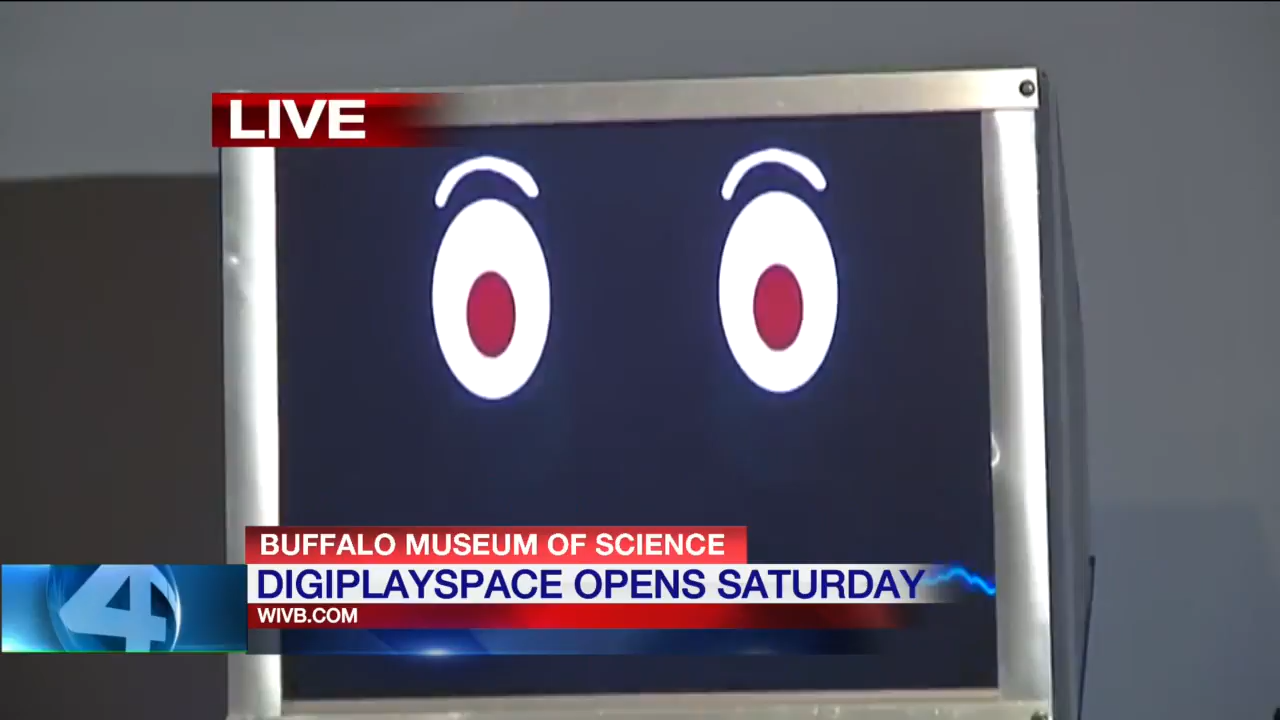 LIVE
BUFFALO MUSEUM OF SCIENCE
DIGIPLAYSPACE OPENS SATURDAY
WIVB.COM
4